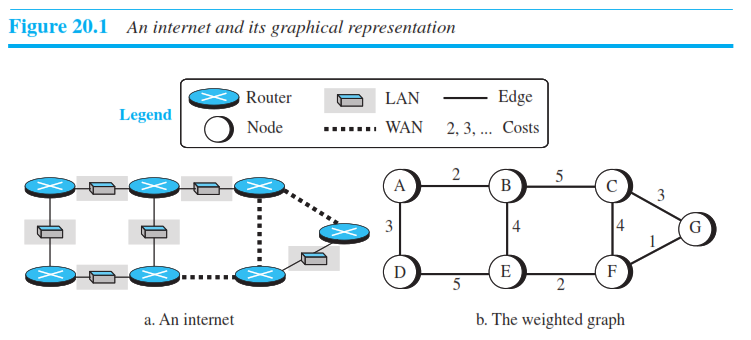 Figure 20.1 An internet and its graphical representation
Legend
Router
LAN
Edge
Node
WAN
2, 3, ... Costs
A
2
B
5
C
3
3
4
4
G
1
D
5
E
2
F
a. An internet
b. The weighted graph